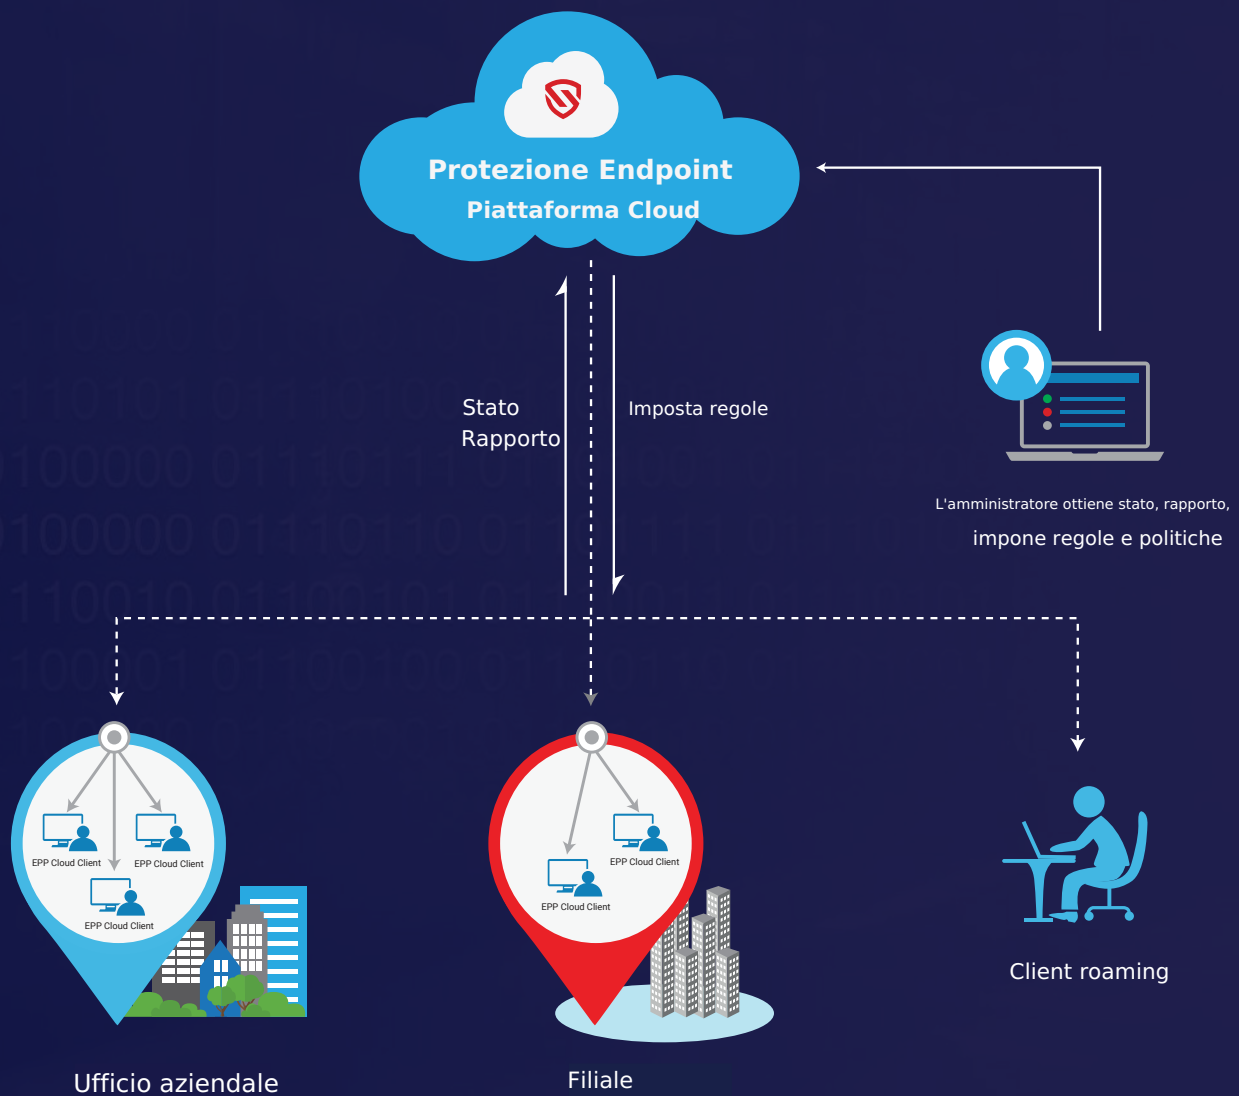 Protezione Endpoint
Piattaforma Cloud
Stato
Rapporto
Imposta regole
L'amministratore ottiene stato, rapporto,
impone regole e politiche
EPP Cloud Client
EPP Cloud Client
EPP Cloud Client
EPP Cloud Client
EPP Cloud Client
Client roaming
Ufficio aziendale
Filiale